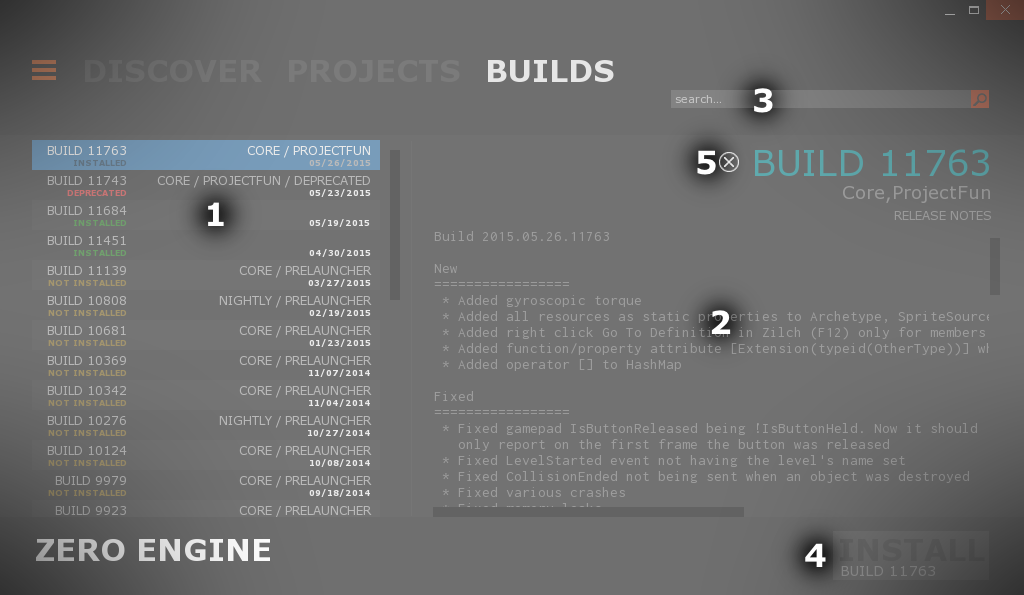 DISCOVER PROJECTS BUILDS
search... 3
BUILD 11763 CORE / PROJECTFUN
INSTALLED 05/26/2015
BUILD 11743 CORE / PROJECTFUN / DEPRECATED
DEPRECATED 05/23/2015
BUILD 11684
INSTALLED 05/19/2015
1
BUILD 11451
INSTALLED 04/30/2015
BUILD 11139 CORE / PRELAUNCHER
NOT INSTALLED 03/27/2015
BUILD 10808 NIGHTLY / PRELAUNCHER
NOT INSTALLED 02/19/2015
BUILD 10681 CORE / PRELAUNCHER
NOT INSTALLED 01/23/2015
BUILD 10369 CORE / PRELAUNCHER
NOT INSTALLED 11/07/2014
BUILD 10342 CORE / PRELAUNCHER
NOT INSTALLED 11/04/2014
BUILD 10276 NIGHTLY / PRELAUNCHER
NOT INSTALLED 10/27/2014
BUILD 10124 CORE / PRELAUNCHER
NOT INSTALLED 10/08/2014
BUILD 9979 CORE / PRELAUNCHER
NOT INSTALLED 09/18/2014
BUILD 9923 CORE / PRELAUNCHER
5 BUILD 11763
Core,ProjectFun
RELEASE NOTES
Build 2015.05.26.11763
New
=================
* Added gyroscopic torque
* Added all resources as static properties to Archetype, SpriteSource
2
* Added right click Go To Definition in Zilch (F12) only for members
* Added function/property attribute [Extension(typeid(OtherType))] wh
* Added operator [] to HashMap
Fixed
=================
* Fixed gamepad IsButtonReleased being !IsButtonHeld. Now it should
only report on the first frame the button was released
* Fixed LevelStarted event not having the level's name set
* Fixed CollisionEnded not being sent when an object was destroyed
* Fixed various crashes
* Fixed memory leaks
ZERO ENGINE
4 INSTALL
BUILD 11763